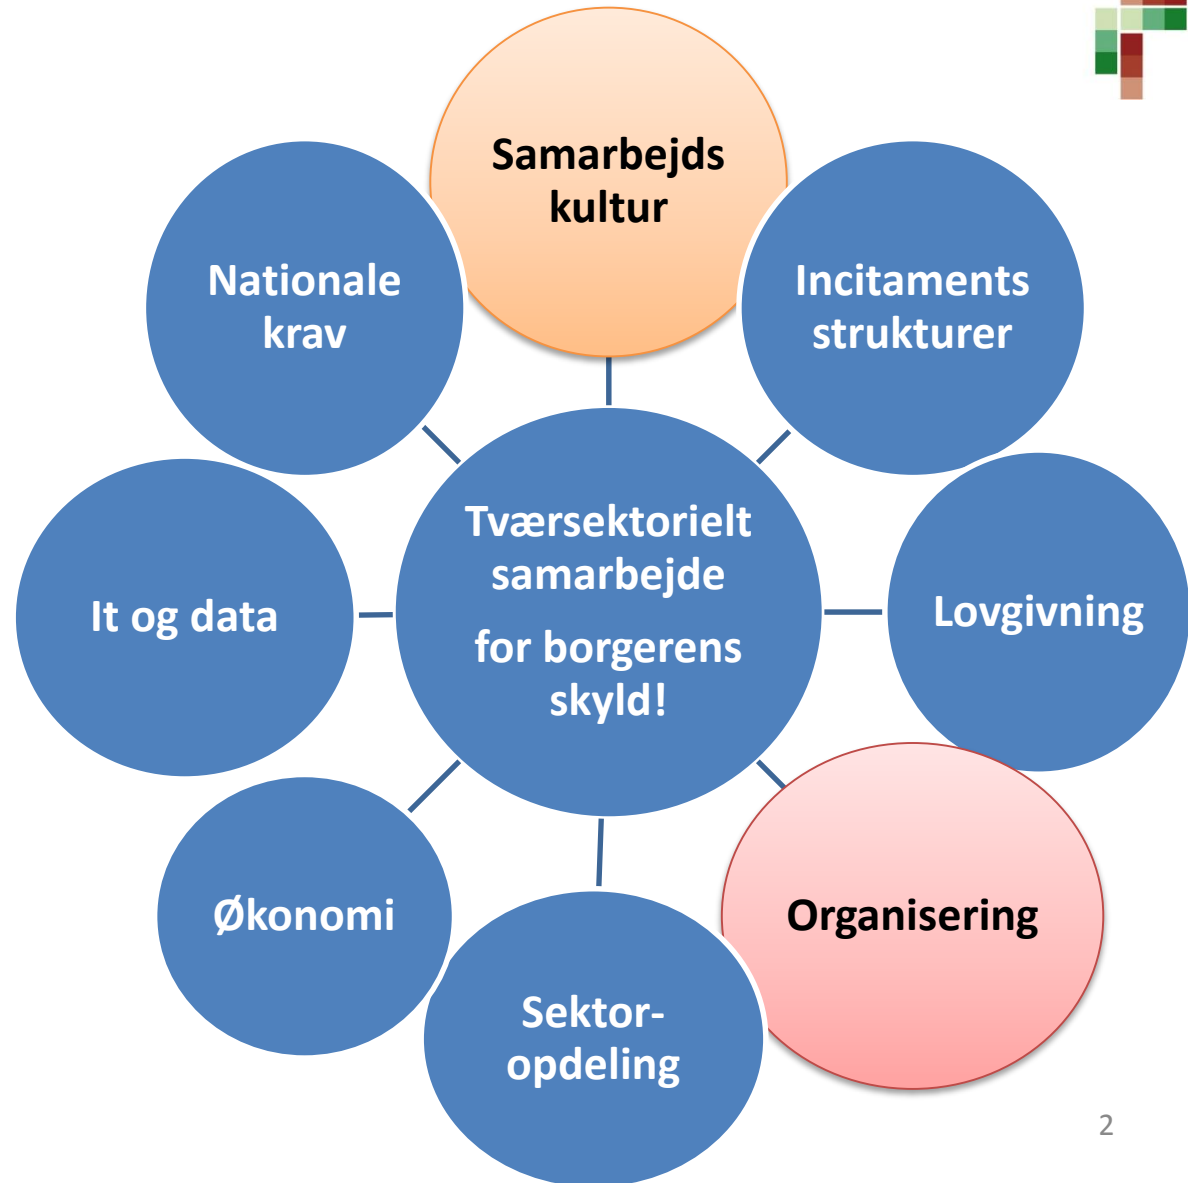 Samarbejds
kultur
Nationale
krav
Incitaments
strukturer
Tværsektorielt
samarbejde
for borgerens
skyld!
It og data
Lovgivning
Økonomi
Organisering
Sektor-
opdeling
2